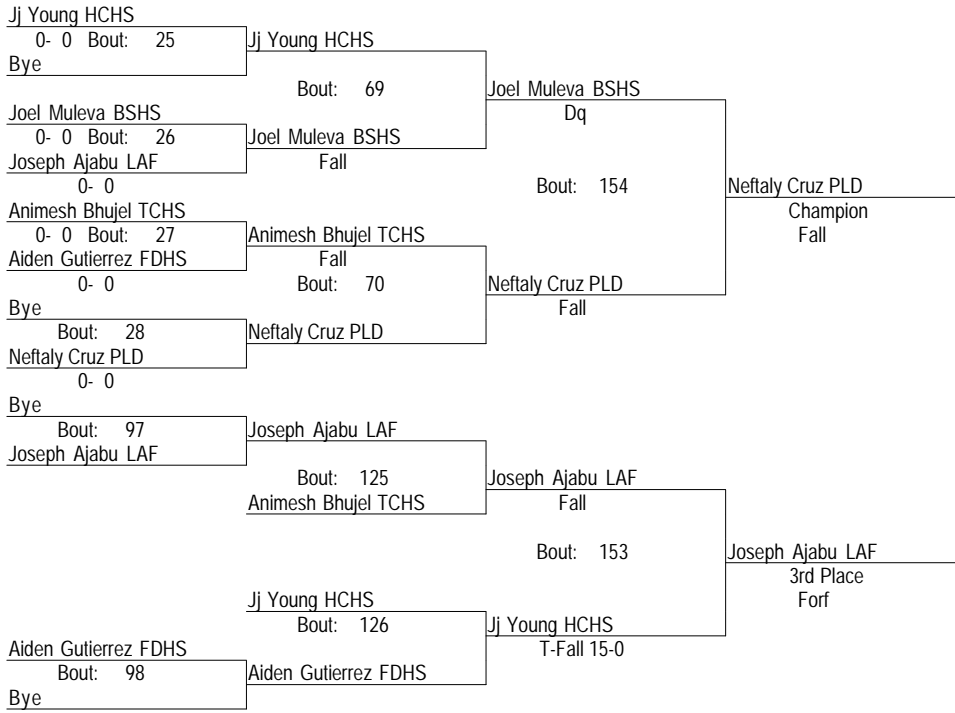 Jj Young HCHS
0- 0 Bout: 25
Jj Young HCHS
Bye
Bout: 69
Joel Muleva BSHS
Dq
Joel Muleva BSHS
0- 0 Bout: 26
Joel Muleva BSHS
Joseph Ajabu LAF
Fall
0- 0
Bout: 154
Neftaly Cruz PLD
Champion
Fall
Animesh Bhujel TCHS
0- 0 Bout: 27
Animesh Bhujel TCHS
Aiden Gutierrez FDHS
Fall
0- 0
Bout: 70
Neftaly Cruz PLD
Fall
Bye
Bout: 28
Neftaly Cruz PLD
Neftaly Cruz PLD
0- 0
Bye
Bout: 97
Joseph Ajabu LAF
Joseph Ajabu LAF
Bout: 125
Joseph Ajabu LAF
Animesh Bhujel TCHS
Fall
Bout: 153
Joseph Ajabu LAF
3rd Place
Forf
Jj Young HCHS
Bout: 126
Jj Young HCHS
T-Fall 15-0
Aiden Gutierrez FDHS
Bout: 98
Aiden Gutierrez FDHS
Bye